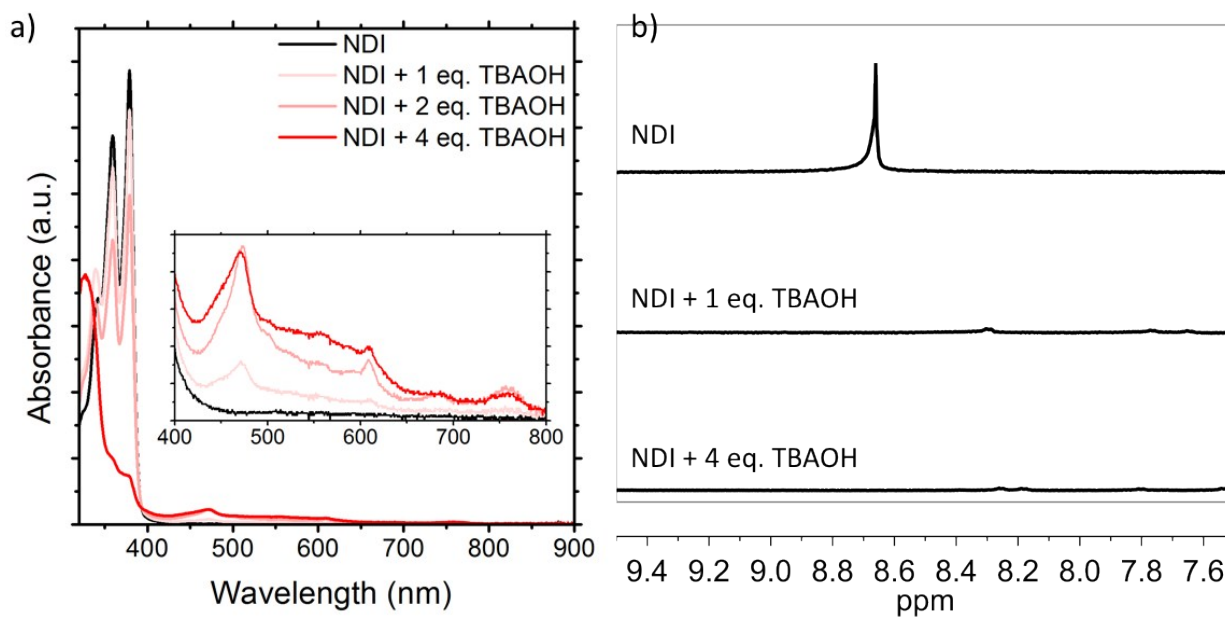 a)
NDI
NDI + 1 eq. TBAOH
NDI + 2 eq. TBAOH
NDI + 4 eq. TBAOH
Absorbance (a.u.)
400 500 600 700 800
400 500 600 700 800 900
Wavelength (nm)
b)
NDI
NDI + 1 eq. TBAOH
NDI + 4 eq. TBAOH
9.4 9.2 9.0 8.8 8.6 8.4 8.2 8.0 7.8 7.6
ppm